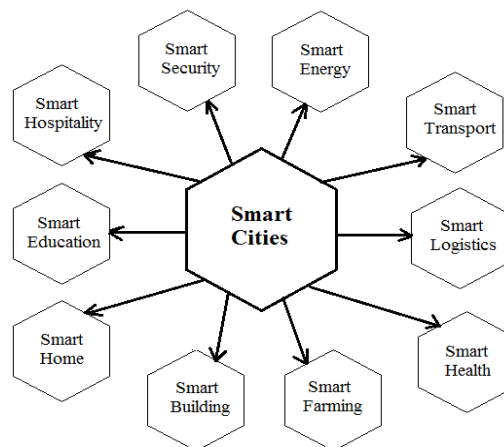 Smart
Security
Smart
Energy
Smart
Hospitality
Smart
Transport
Smart
Cities
Smart
Education
Smart
Logistics
Smart
Home
Smart
Health
Smart
Building
Smart
Farming